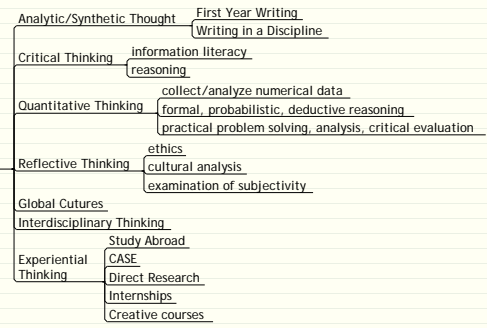 Analytic/Synthetic Thought
First Year Writing
Writing in a Discipline
Critical Thinking
information literacy
reasoning
Quantitative Thinking
collect/analyze numerical data
formal, probabilistic, deductive reasoning
practical problem solving, analysis, critical evaluation
Reflective Thinking
ethics
cultural analysis
examination of subjectivity
Global Cutures
Interdisciplinary Thinking
Experiential
Thinking
Study Abroad
CASE
Direct Research
Internships
Creative courses